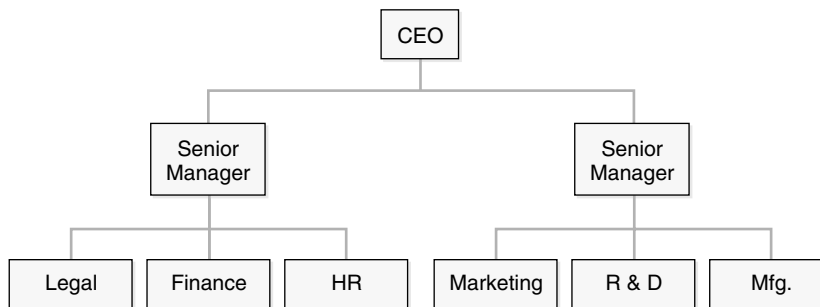 CEO
Senior
Manager
Senior
Manager
Legal
Finance
HR
Marketing
R & D
Mfg.